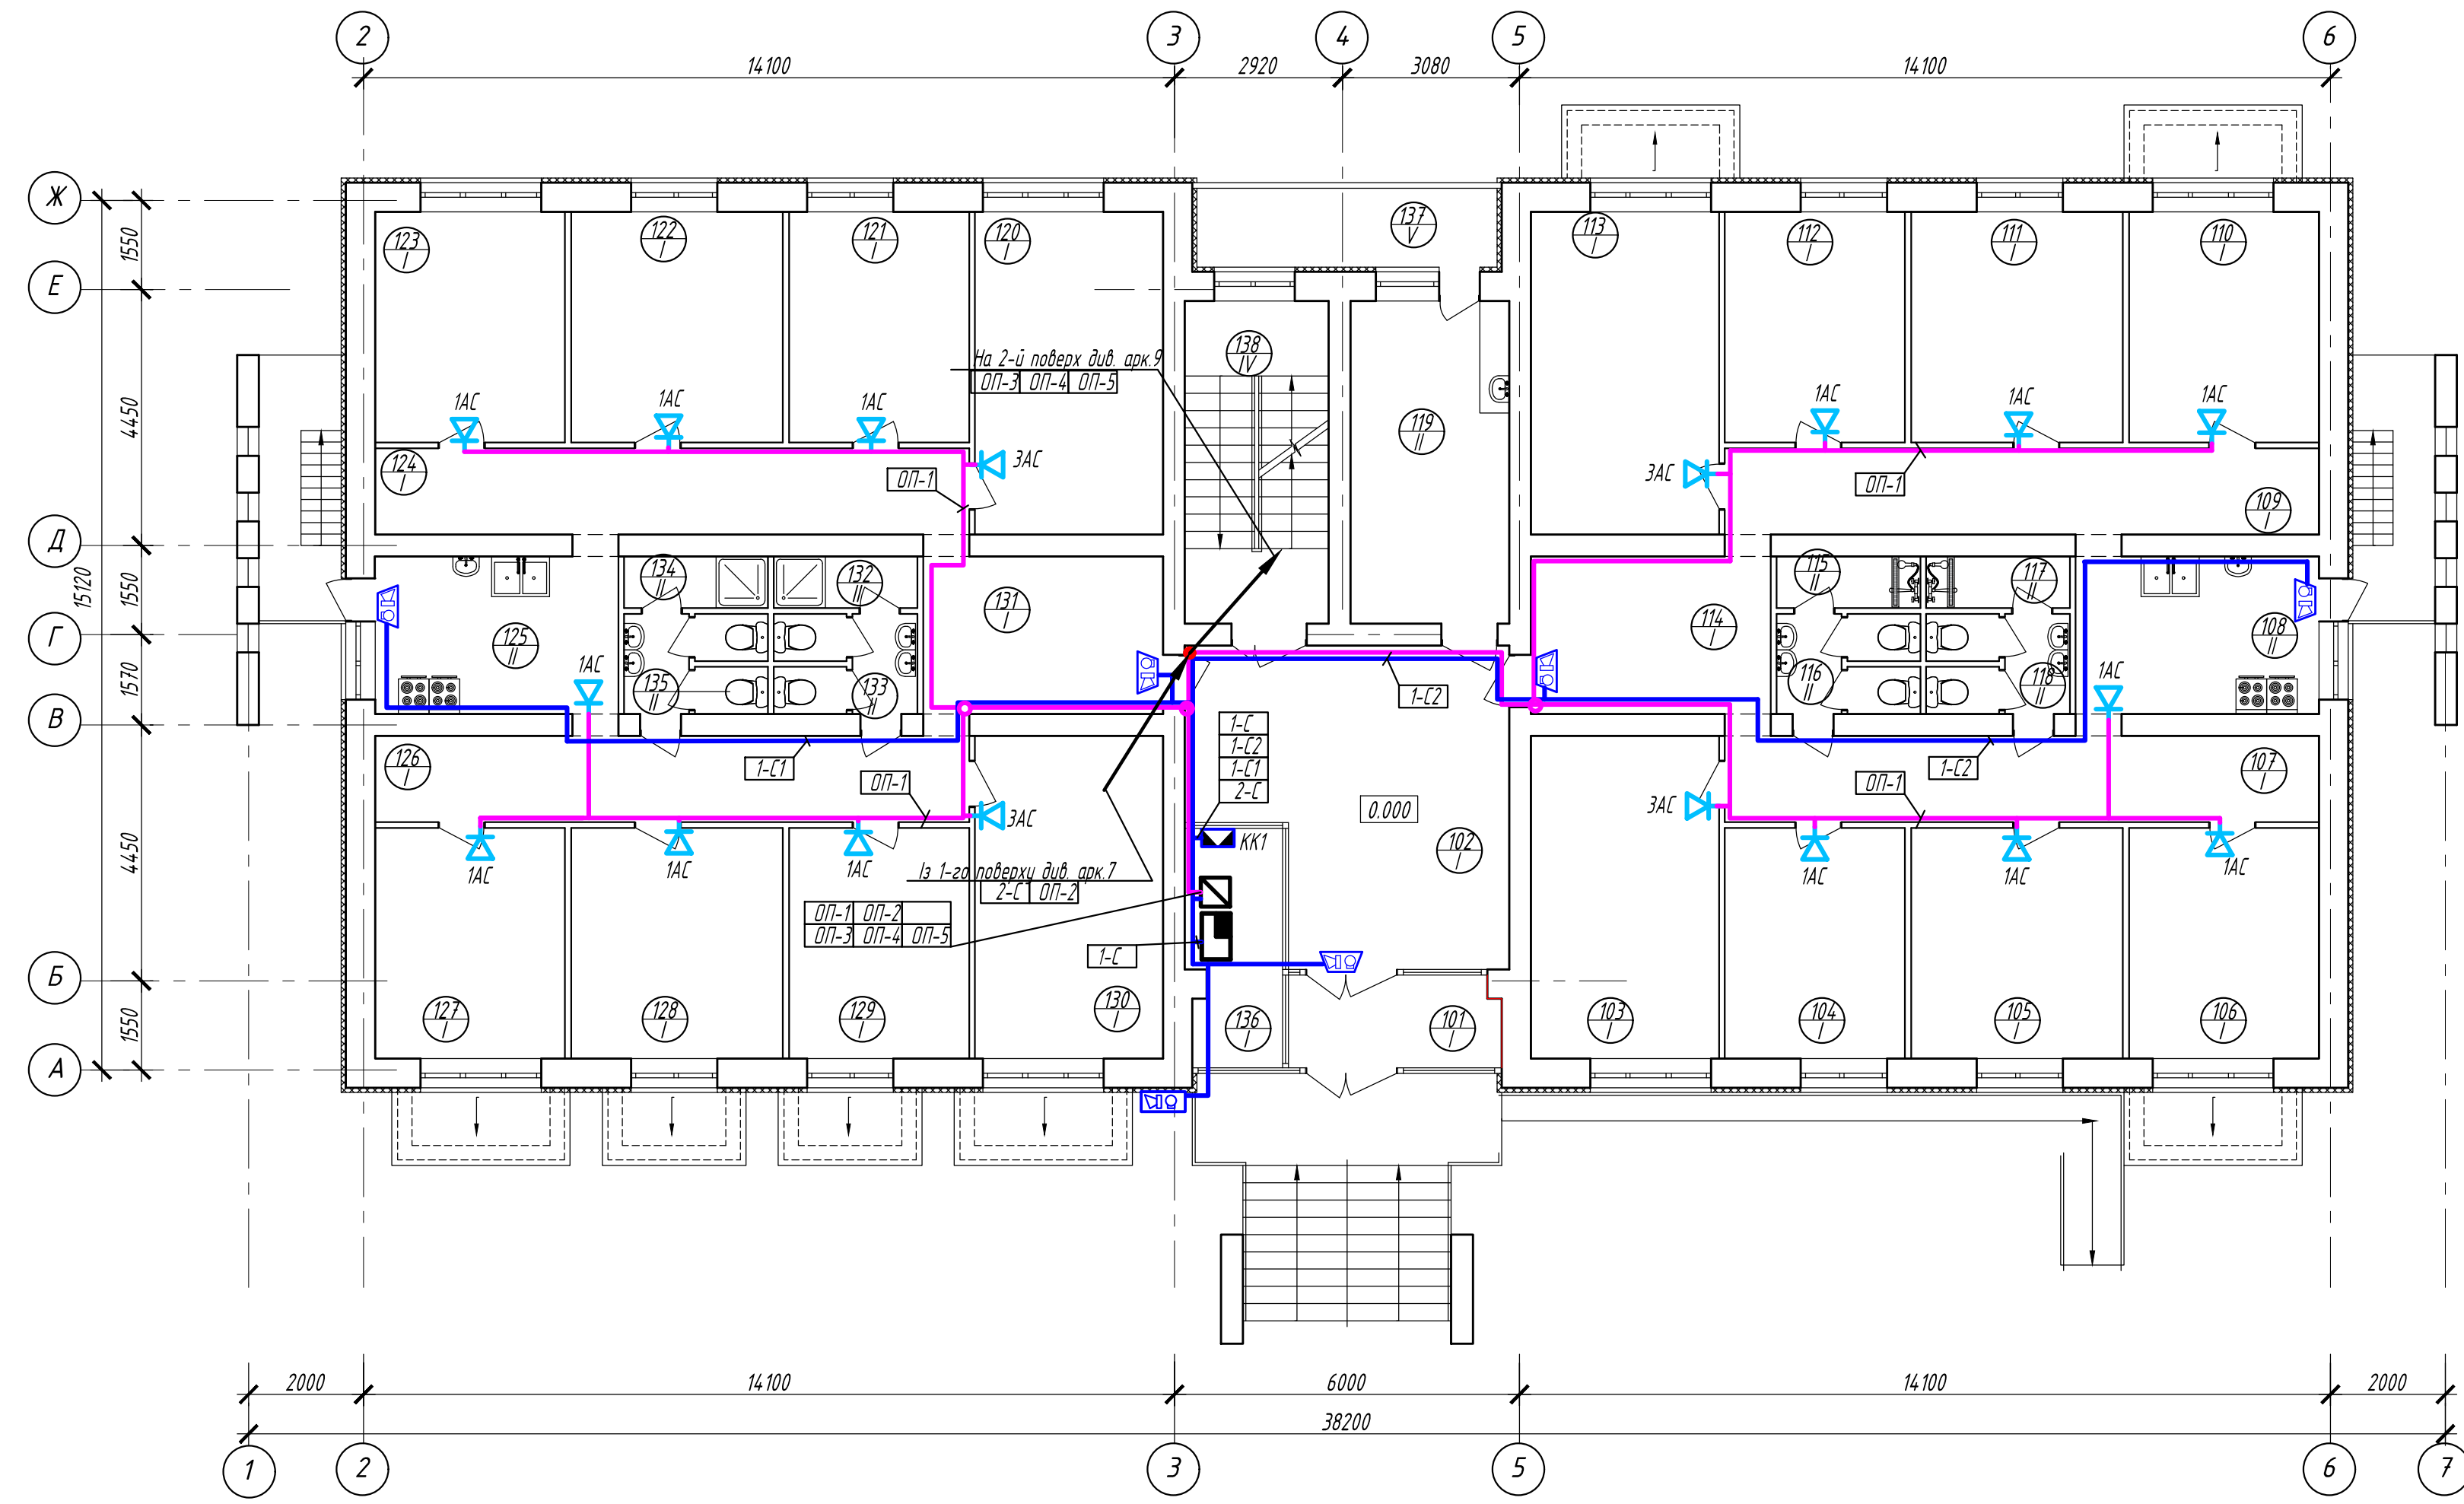 2 3 4 5 6
14100 2920 3080 14100
Ж
Е
Д
Г
В
Б
А
1550
4450
1550
1570
4450
1550
15120
123
I
122
I
121
I
120
I
137
V
113
I
112
I
111
I
110
I
138
IV
119
II
На 2-й поверх див. арк.9
ОП-3 ОП-4 ОП-5
1АС
1АС
1АС
3АС
3АС
1АС
1АС
1АС
124
I
ОП-1
ОП-1
109
I
134
II
132
II
131
I
115
II
117
II
114
I
108
II
125
II
1АС
135
II
133
II
116
II
118
II
1АС
1-С2
126
I
1-С1
ОП-1
1-С
1-С2
1-С1
2-С
0.000
ОП-1
1-С2
107
I
3АС
3АС
КК1
102
I
1АС
1АС
1АС
1АС
1АС
1АС
Із 1-го поверху див. арк.7
2-С ОП-2
ОП-1 ОП-2
ОП-3 ОП-4 ОП-5
1-С
127
I
128
I
129
I
130
I
136
I
101
I
103
I
104
I
105
I
106
I
2000 14100 6000 14100 2000
38200
1 2 3 5 6 7